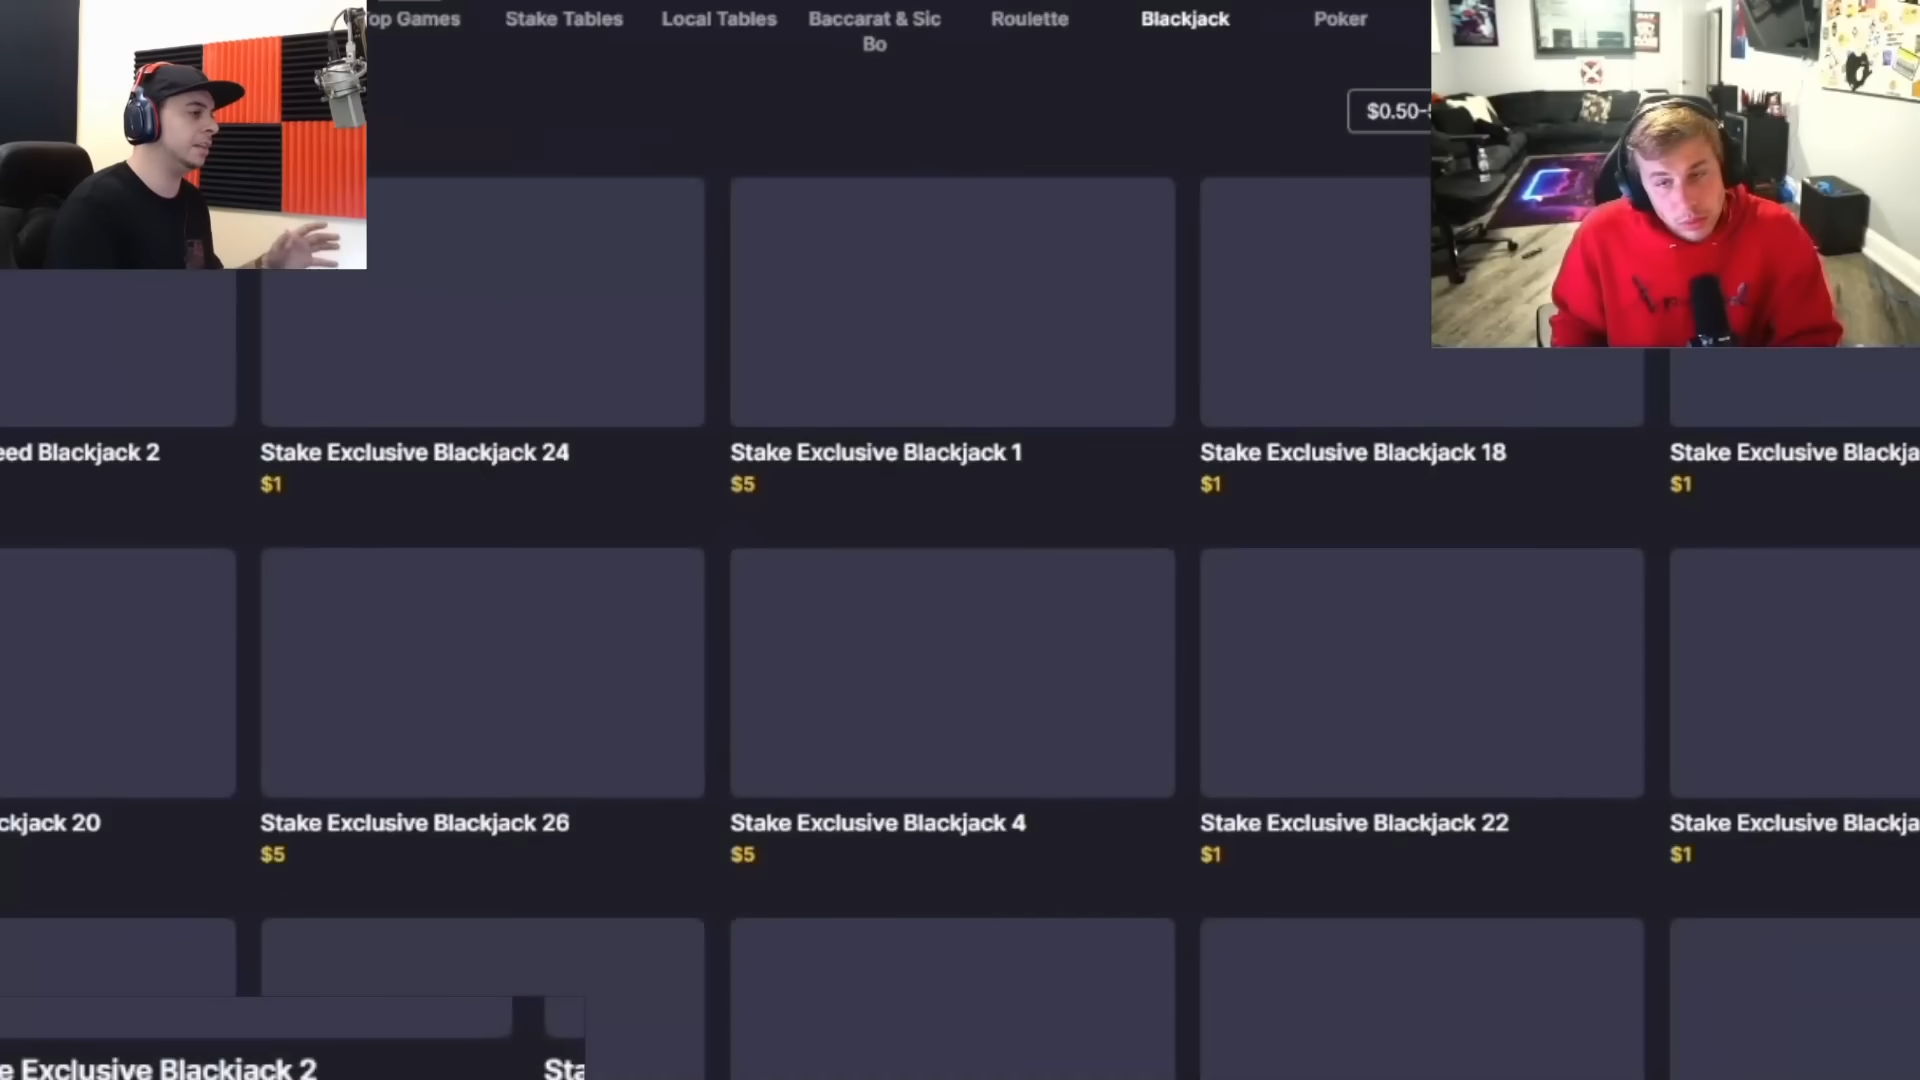 Top Games Stake Tables Local Tables Baccarat & Sic Bo Roulette Blackjack Poker
$0.50-
eed Blackjack 2 Stake Exclusive Blackjack 24 Stake Exclusive Blackjack 1 Stake Exclusive Blackjack 18 Stake Exclusive Blackja
$1 $5 $1 $1
ckjack 20 Stake Exclusive Blackjack 26 Stake Exclusive Blackjack 4 Stake Exclusive Blackjack 22 Stake Exclusive Blackja
$5 $5 $1 $1
e Exclusive Blackjack 2 Sta